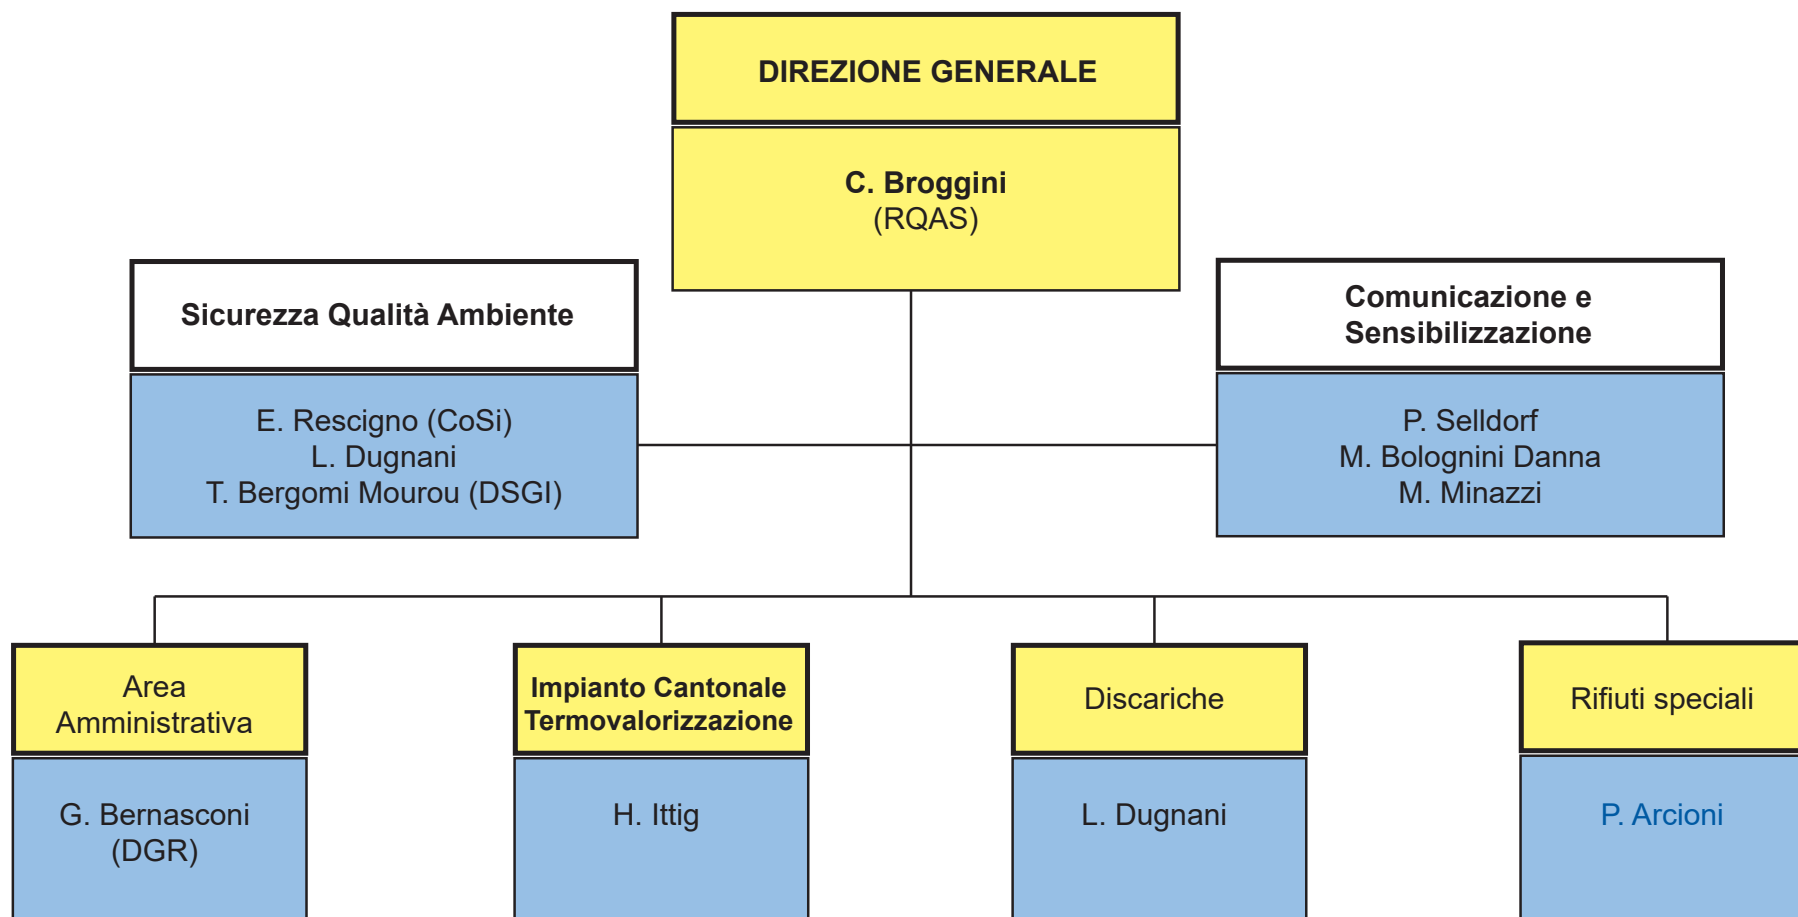 DIREZIONE GENERALE
C. Broggini
(RQAS)
Sicurezza Qualità Ambiente
E. Rescigno (CoSi)
L. Dugnani
T. Bergomi Mourou (DSGI)
Comunicazione e
Sensibilizzazione
P. Selldorf
M. Bolognini Danna
M. Minazzi
Area
Amministrativa
G. Bernasconi
(DGR)
Impianto Cantonale
Termovalorizzazione
H. Ittig
Discariche
L. Dugnani
Rifiuti speciali
P. Arcioni